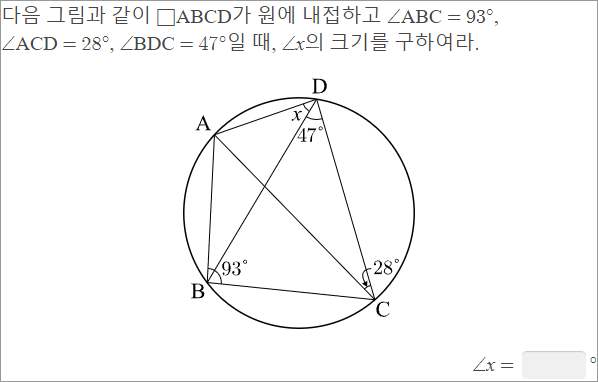 다음 그림과 같이 □ABCD가 원에 내접하고 ∠ABC = 93°,
∠ACD = 28°, ∠BDC = 47°일 때, ∠x의 크기를 구하여라.
D
A
x
47°
93°
28°
B
C
∠x = °